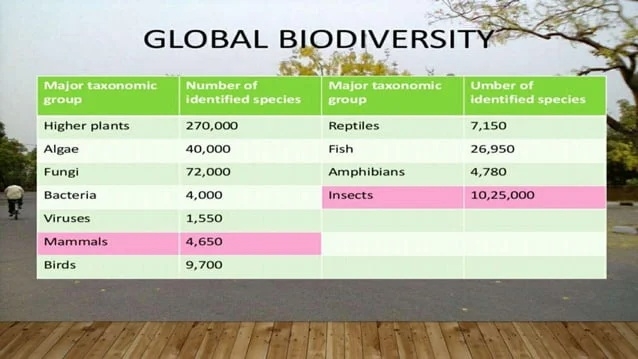 GLOBAL BIODIVERSITY
Major taxonomic group Number of identified species Major taxonomic group Umber of identified species
Higher plants 270,000 Reptiles 7,150
Algae 40,000 Fish 26,950
Fungi 72,000 Amphibians 4,780
Bacteria 4,000 Insects 10,25,000
Viruses 1,550
Mammals 4,650
Birds 9,700